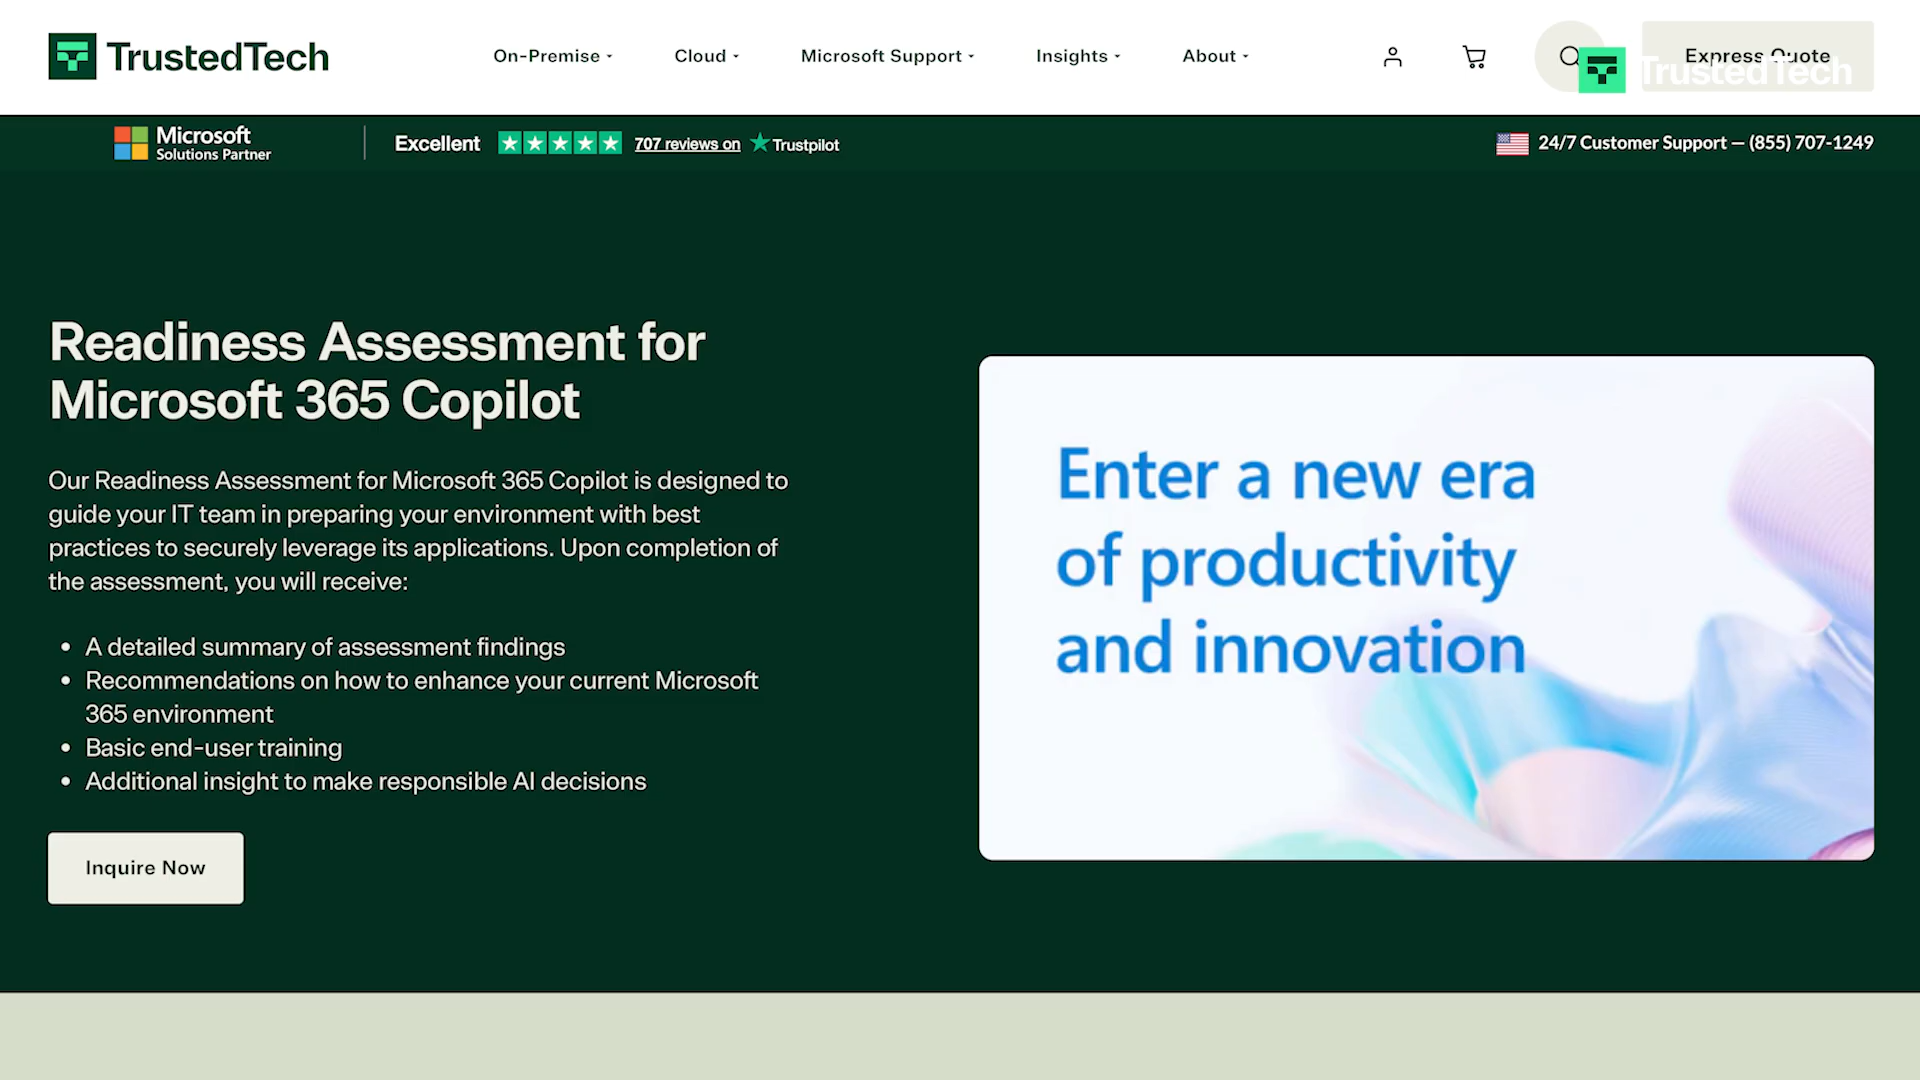 TrustedTech
On-Premise
Cloud
Microsoft Support
Insights
About
Express Quote
TrustedTech
Microsoft
Solutions Partner
Excellent
707 reviews on
Trustpilot
24/7 Customer Support — (855) 707-1249
Readiness Assessment for
Microsoft 365 Copilot
Our Readiness Assessment for Microsoft 365 Copilot is designed to
guide your IT team in preparing your environment with best
practices to securely leverage its applications. Upon completion of
the assessment, you will receive:
• A detailed summary of assessment findings
• Recommendations on how to enhance your current Microsoft
365 environment
• Basic end-user training
• Additional insight to make responsible AI decisions
Inquire Now
Enter a new era
of productivity
and innovation